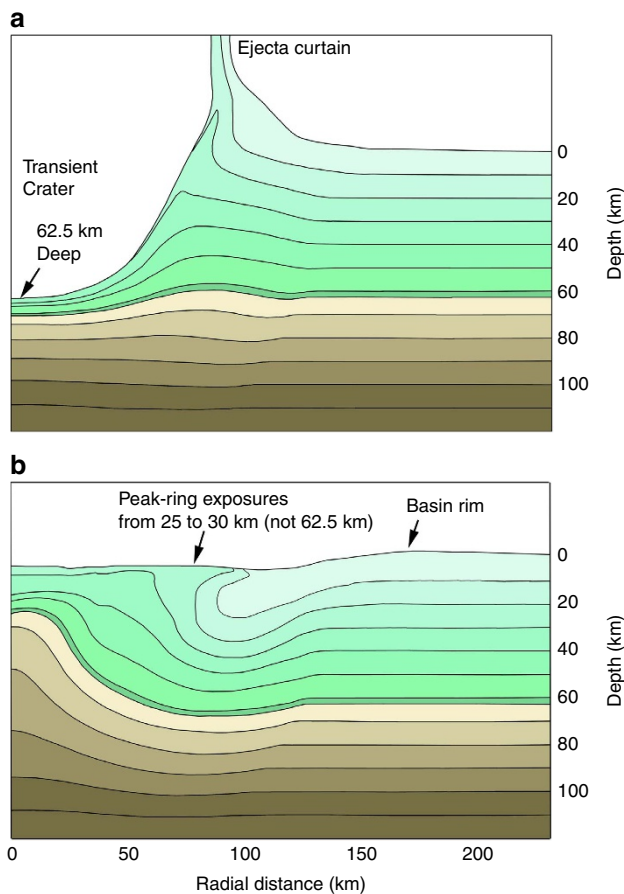 a
Ejecta curtain
Transient
Crater
62.5 km
Deep
0
20
40
60
80
100
Depth (km)
b
Peak-ring exposures
from 25 to 30 km (not 62.5 km)
Basin rim
0
20
40
60
80
100
Depth (km)
0 50 100 150 200
Radial distance (km)